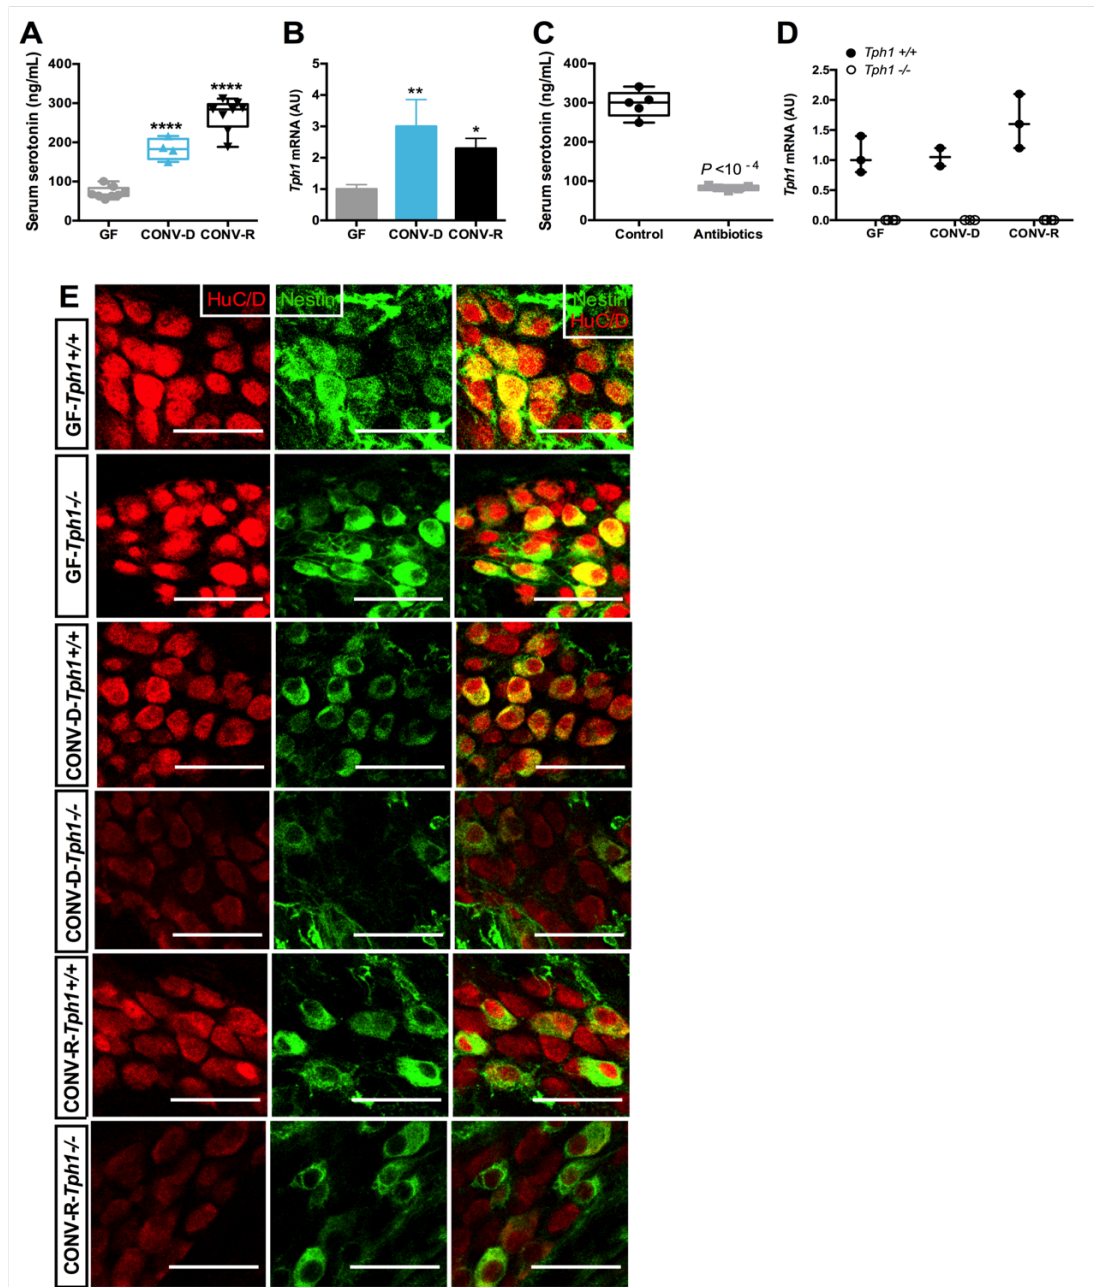 A
Serum serotonin (ng/mL)
400
300
200
100
0
****
****
GF
CONV-D
CONV-R
B
Tph1 mRNA (AU)
5
4
3
2
1
0
**
*
GF
CONV-D
CONV-R
C
Serum serotonin (ng/mL)
400
300
200
100
0
P <10 -4
Control
Antibiotics
D
Tph1 +/+
Tph1 -/-
Tph1 mRNA (AU)
2.5
2.0
1.5
1.0
0.5
0.0
GF
CONV-D
CONV-R
E
HuC/D
Nestin
Nestin
HuC/D
GF-Tph1+/+
GF-Tph1-/-
CONV-D-Tph1+/+
CONV-D-Tph1-/-
CONV-R-Tph1+/+
CONV-R-Tph1-/-